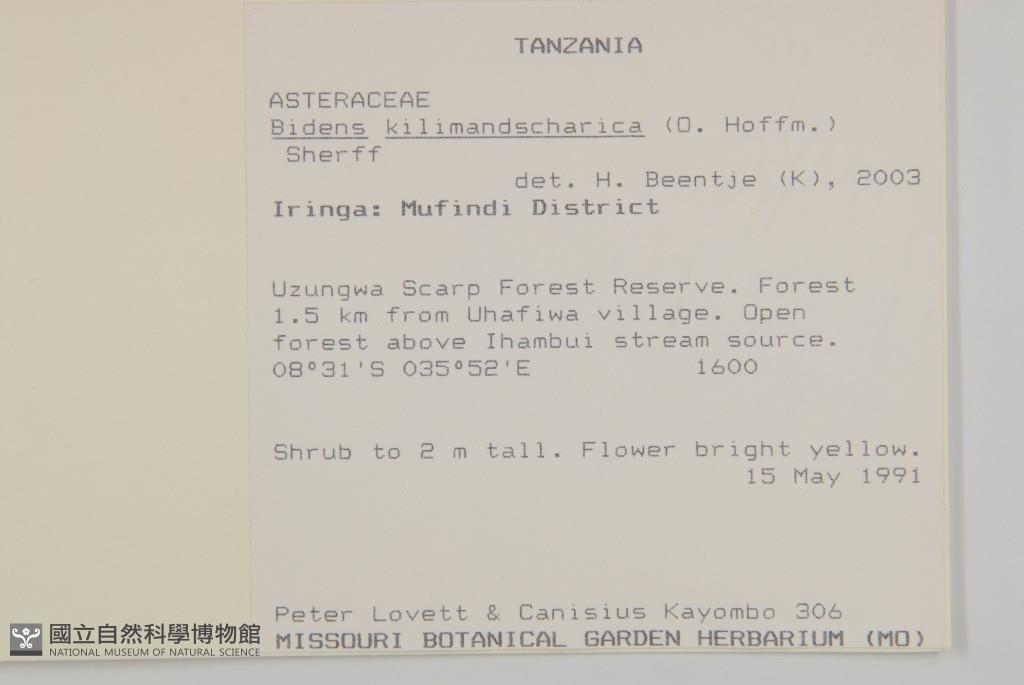 TANZANIA
ASTERACEAE
Bidens kilimandscharica (O. Hoffm.)
Sherff
det. H. Beentje (K), 2003
Iringa: Mufindi District
Uzungwa Scarp Forest Reserve. Forest
1.5 km from Uhafiwa village. Open
forest above Ihambui stream source.
08°31'S 035°52'E 1600
Shrub to 2 m tall. Flower bright yellow.
15 May 1991
Peter Lovett & Canisius Kayombo 306
MISSOURI BOTANICAL GARDEN HERBARIUM (MO)
國立自然科學博物館
NATIONAL MUSEUM OF NATURAL SCIENCE